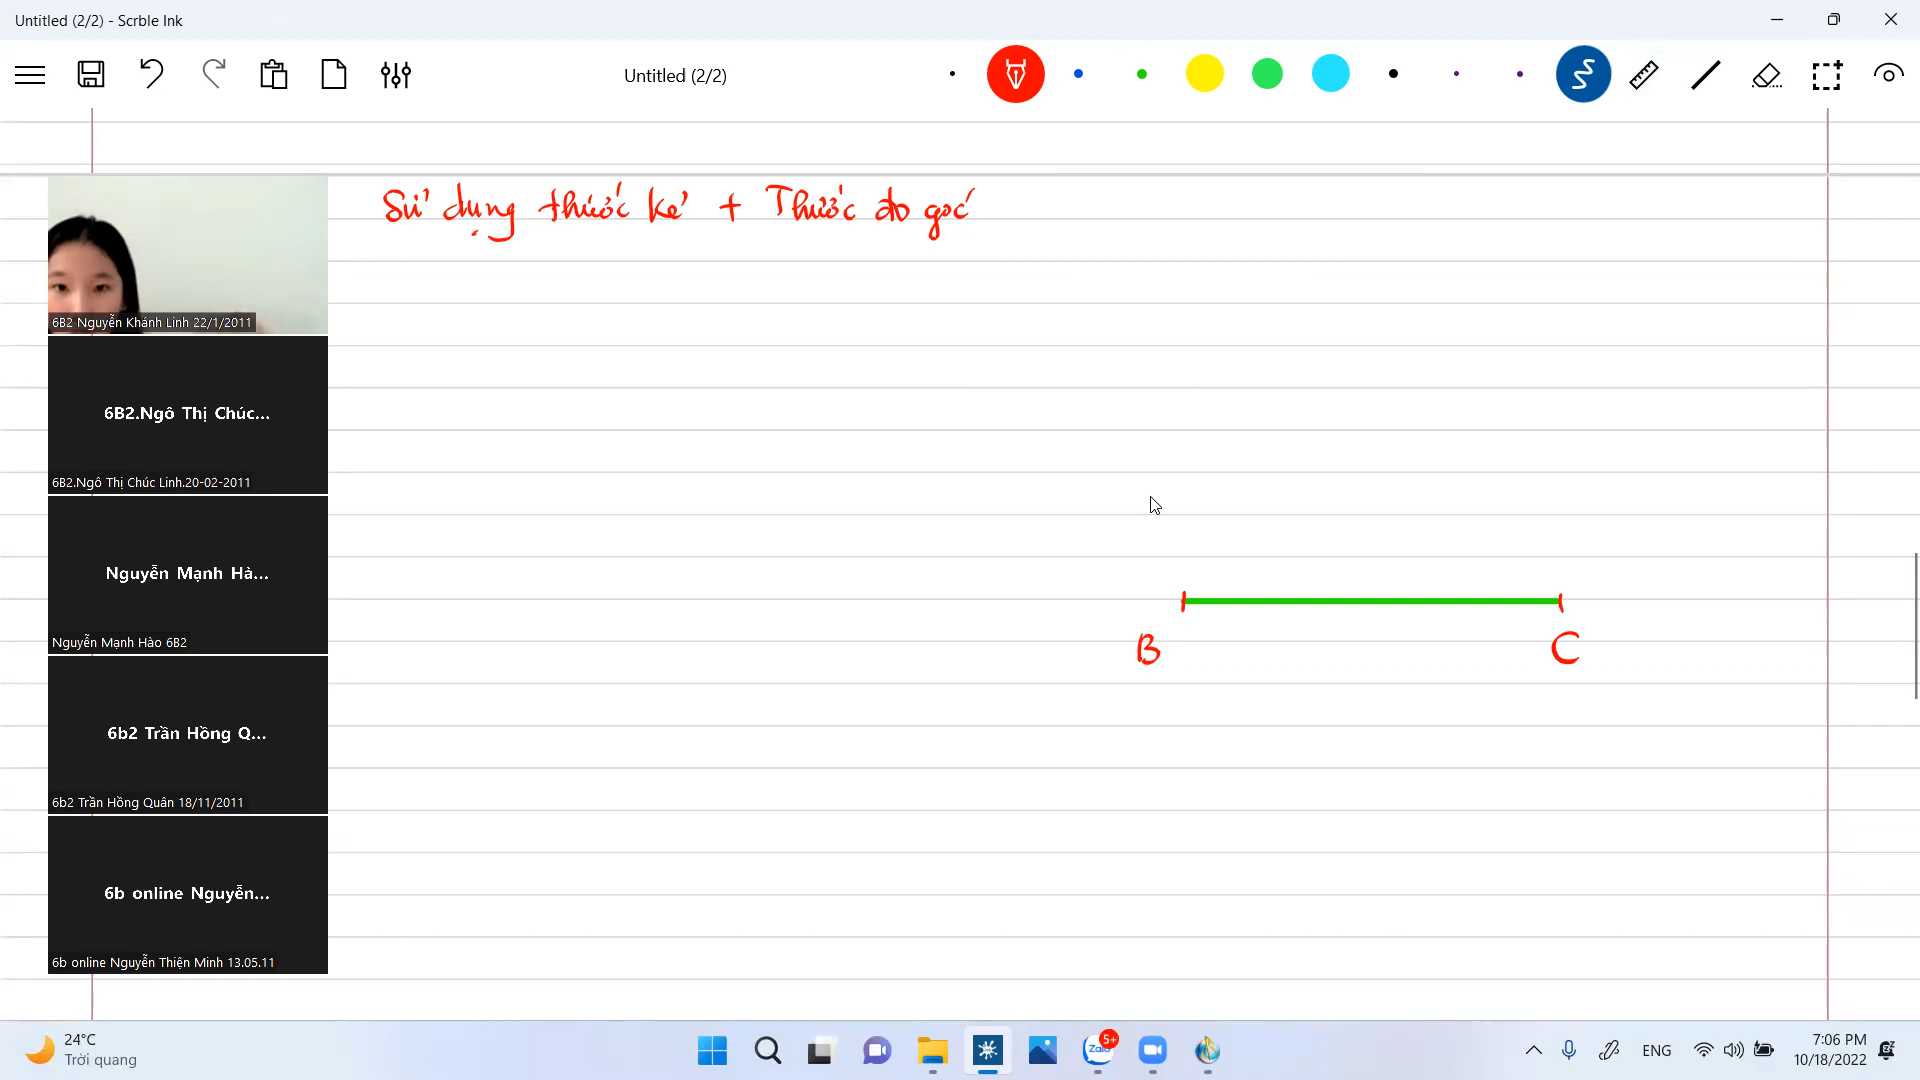 Untitled (2/2) - Scrble Ink
Untitled (2/2)
Sử dụng thước kẻ + Thước đo góc
6B2 Nguyễn Khánh Linh 22/1/2011
6B2.Ngô Thị Chúc...
6B2.Ngô Thị Chúc Linh.20-02-2011
Nguyễn Mạnh Hà...
Nguyễn Mạnh Hào 6B2
6b2 Trần Hồng Q...
6b2 Trần Hồng Quân 18/11/2011
6b online Nguyễn...
6b online Nguyễn Thiện Minh 13.05.11
B C
24°C
Trời quang
Zalo
5+
ENG
7:06 PM
10/18/2022